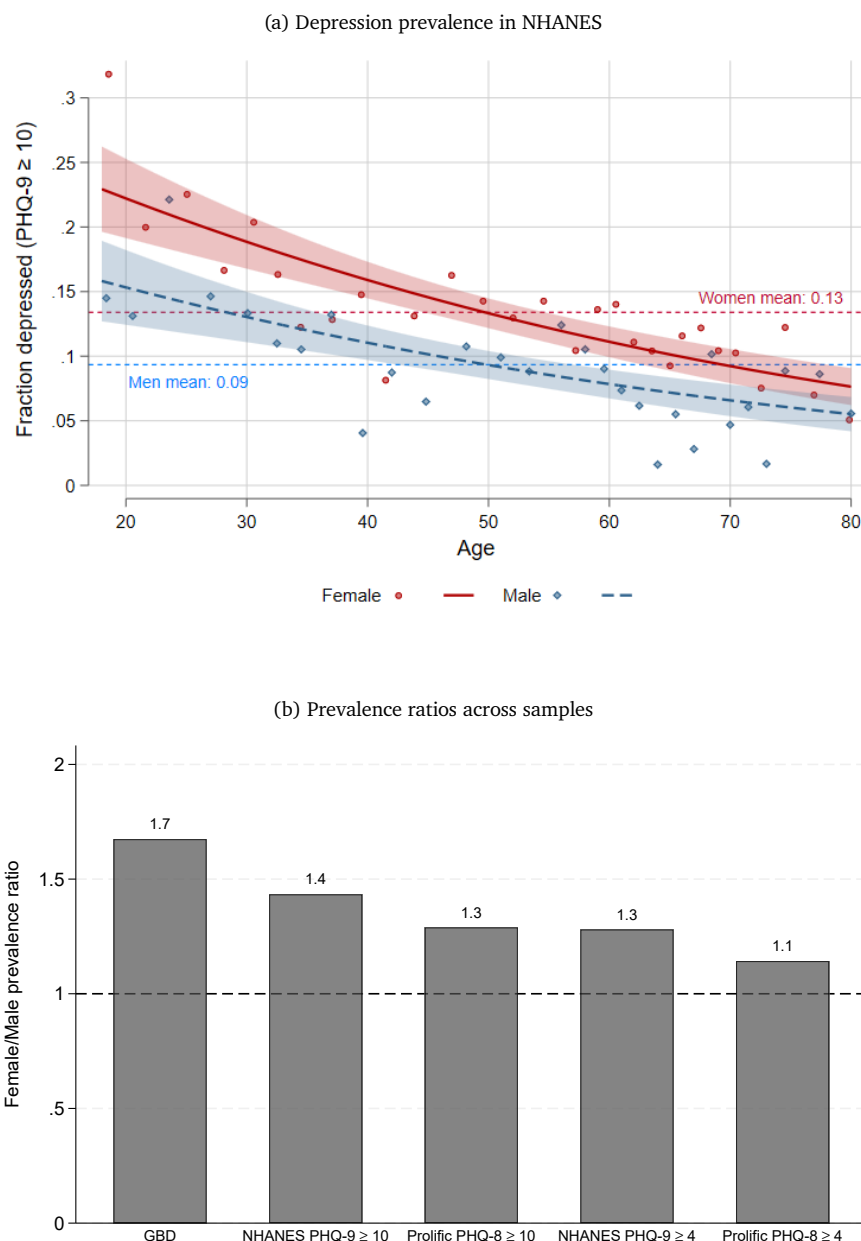 (a) Depression prevalence in NHANES
Fraction depressed (PHQ-9 ≥ 10)
.3
.25
.2
.15
.1
.05
0
Women mean: 0.13
Men mean: 0.09
20 30 40 50 60 70 80
Age
Female Male
(b) Prevalence ratios across samples
Female/Male prevalence ratio
2
1.5
1
.5
0
1.7
1.4
1.3
1.3
1.1
GBD NHANES PHQ-9 ≥ 10 Prolific PHQ-8 ≥ 10 NHANES PHQ-9 ≥ 4 Prolific PHQ-8 ≥ 4